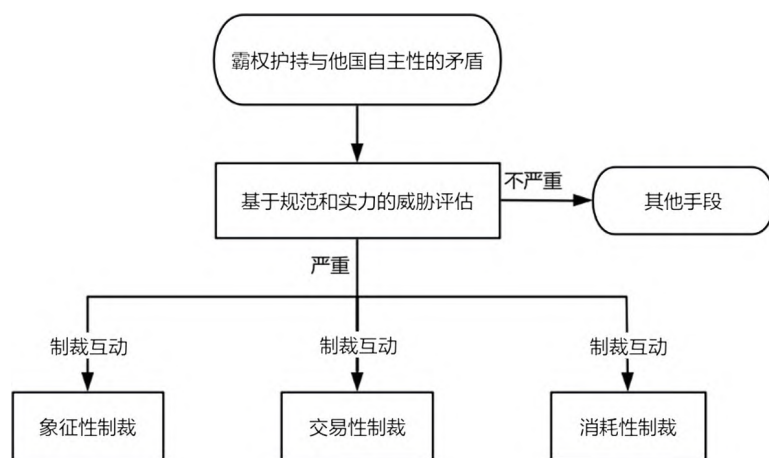 霸权护持与他国自主性的矛盾
基于规范和实力的威胁评估
不严重
其他手段
严重
制裁互动
制裁互动
制裁互动
象征性制裁
交易性制裁
消耗性制裁